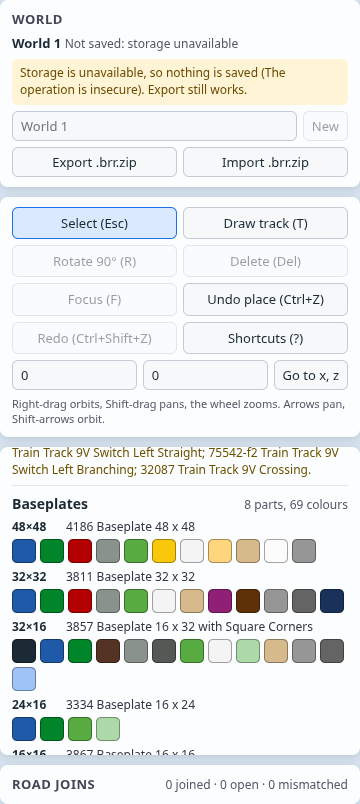 WORLD
World 1 Not saved: storage unavailable
Storage is unavailable, so nothing is saved (The
operation is insecure). Export still works.
World 1
New
Export .brr.zip
Import .brr.zip
Select (Esc)
Draw track (T)
Rotate 90° (R)
Delete (Del)
Focus (F)
Undo place (Ctrl+Z)
Redo (Ctrl+Shift+Z)
Shortcuts (?)
0
0
Go to x, z
Right-drag orbits, Shift-drag pans, the wheel zooms. Arrows pan,
Shift-arrows orbit.
Train Track 9V Switch Left Straight; 75542-f2 Train Track 9V
Switch Left Branching; 32087 Train Track 9V Crossing.
Baseplates
8 parts, 69 colours
48×48 4186 Baseplate 48 x 48
32×32 3811 Baseplate 32 x 32
32×16 3857 Baseplate 16 x 32 with Square Corners
24×16 3334 Baseplate 16 x 24
16×16 3867 Baseplate 16 x 16
ROAD JOINS
0 joined · 0 open · 0 mismatched